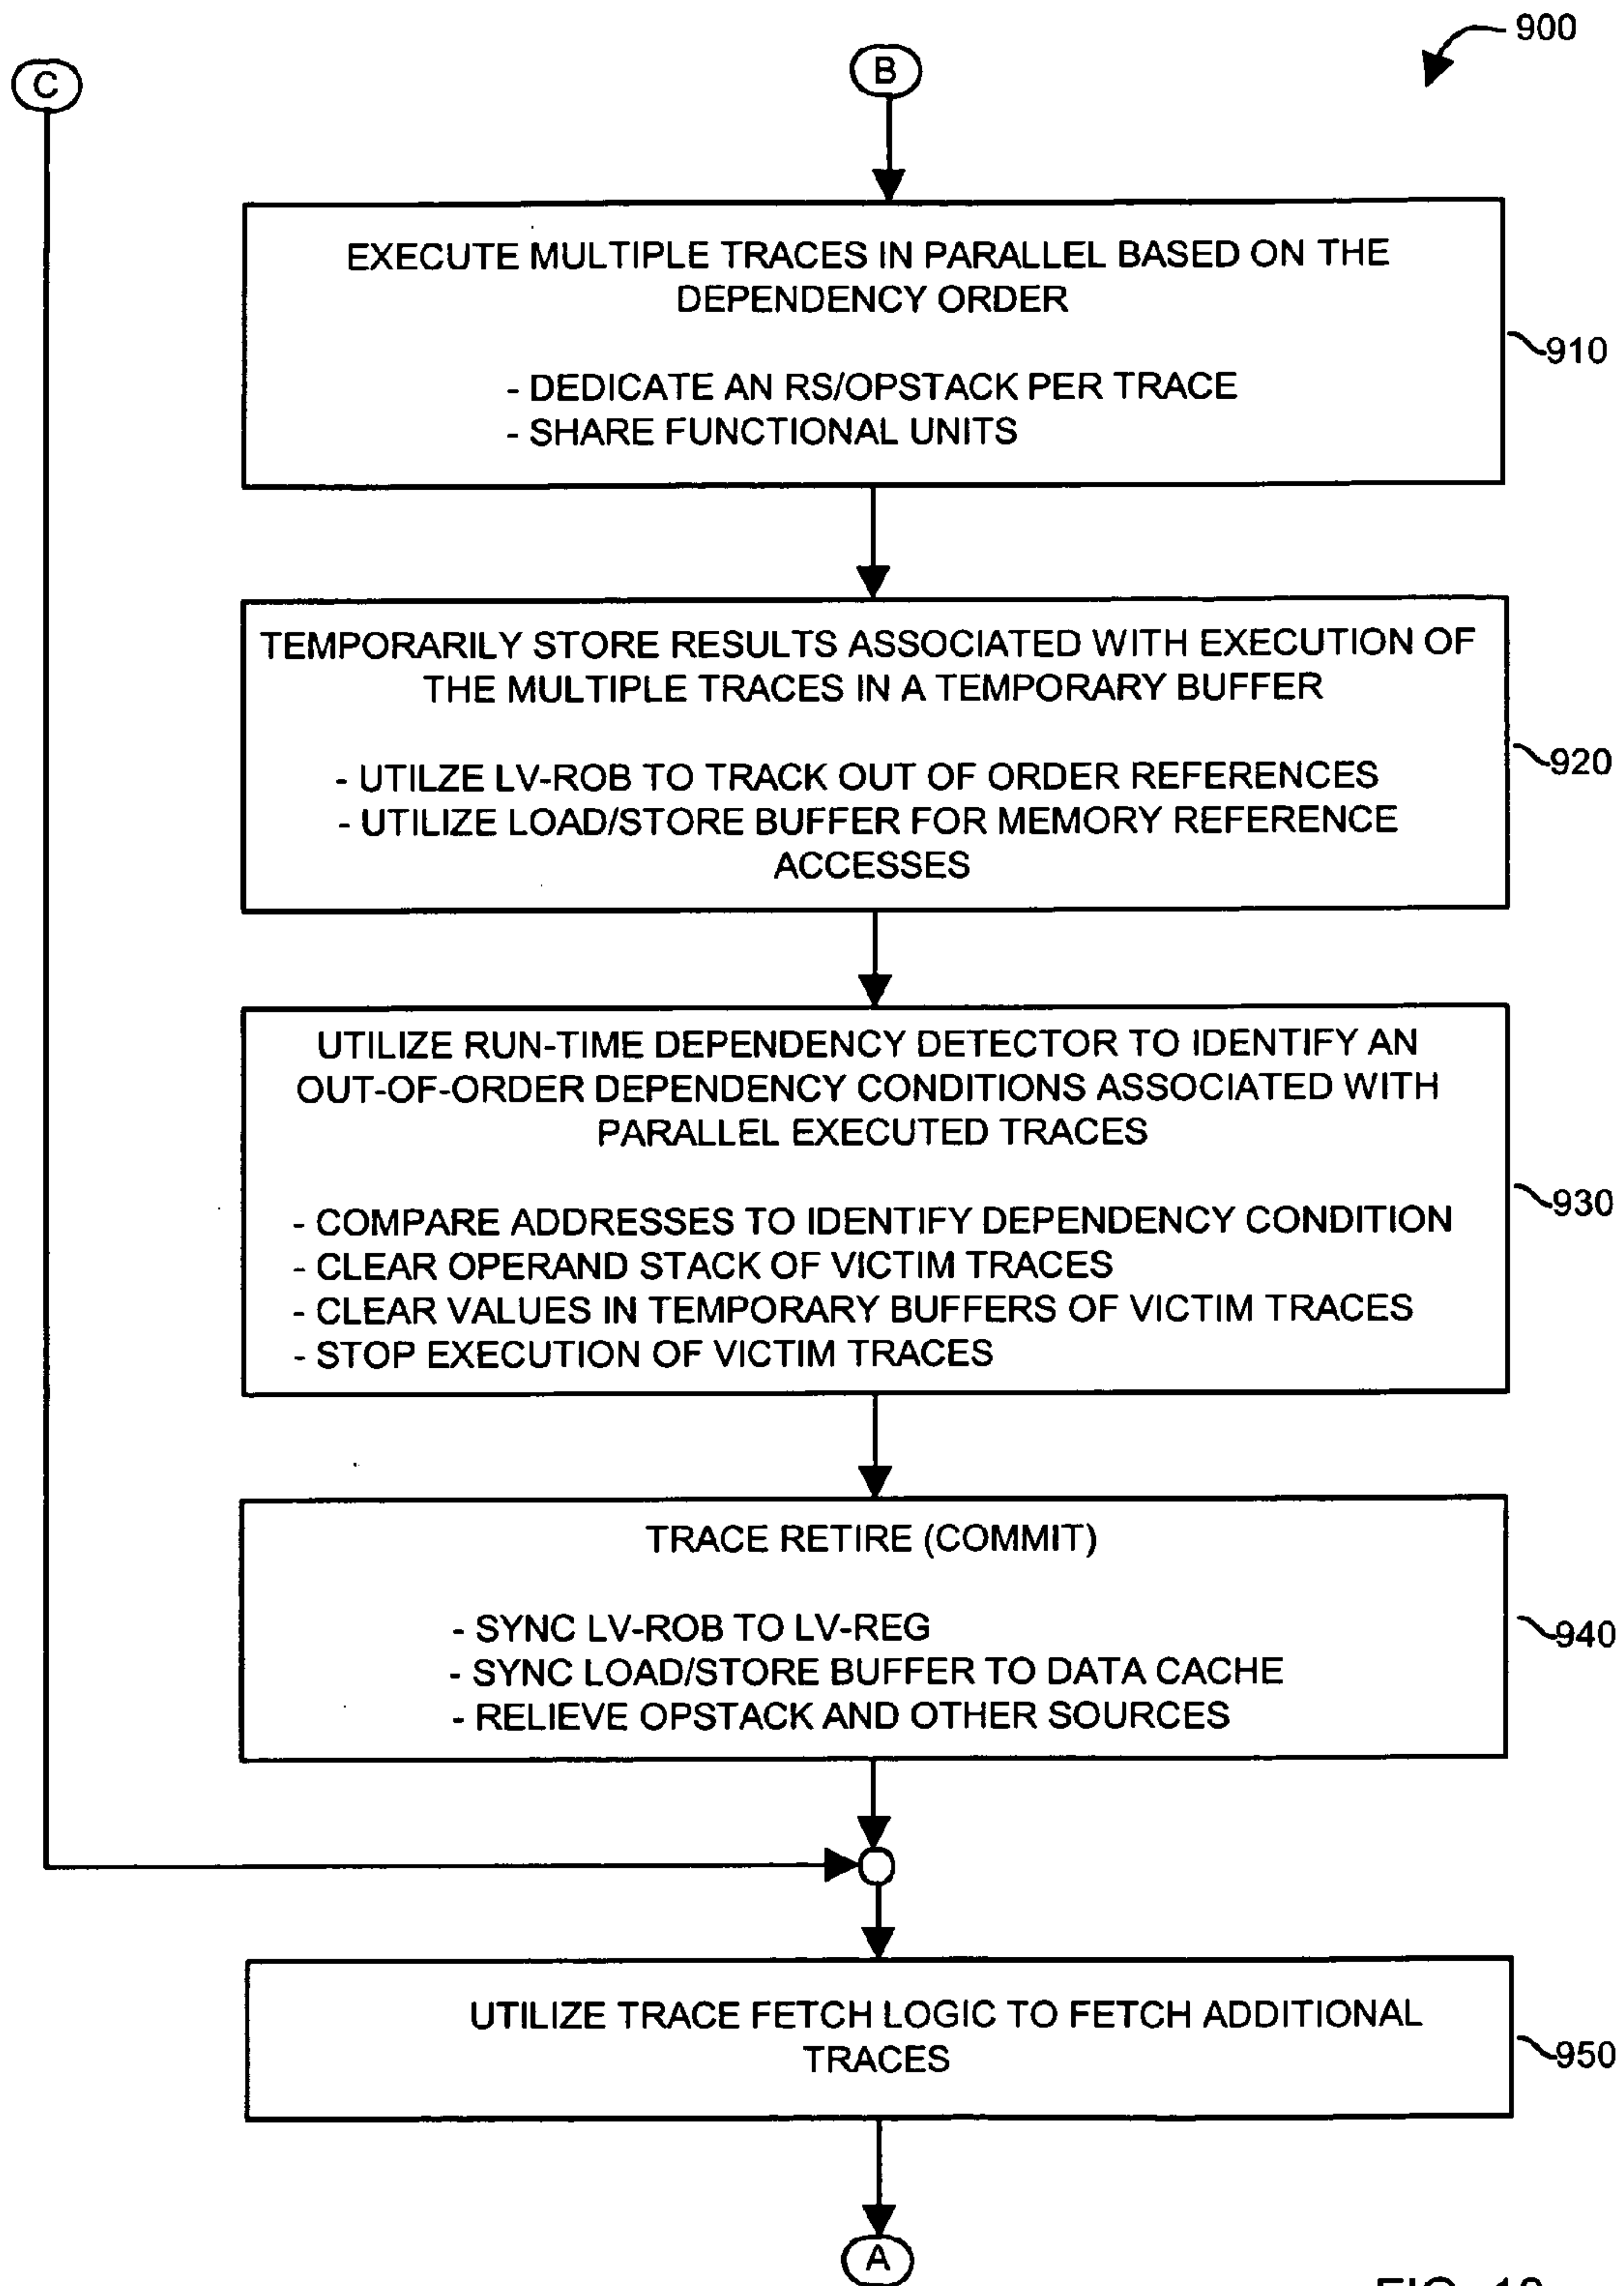 900
C
B
EXECUTE MULTIPLE TRACES IN PARALLEL BASED ON THE
DEPENDENCY ORDER
- DEDICATE AN RS/OPSTACK PER TRACE
- SHARE FUNCTIONAL UNITS
910
TEMPORARILY STORE RESULTS ASSOCIATED WITH EXECUTION OF
THE MULTIPLE TRACES IN A TEMPORARY BUFFER
- UTILZE LV-ROB TO TRACK OUT OF ORDER REFERENCES
- UTILIZE LOAD/STORE BUFFER FOR MEMORY REFERENCE
ACCESSES
920
UTILIZE RUN-TIME DEPENDENCY DETECTOR TO IDENTIFY AN
OUT-OF-ORDER DEPENDENCY CONDITIONS ASSOCIATED WITH
PARALLEL EXECUTED TRACES
- COMPARE ADDRESSES TO IDENTIFY DEPENDENCY CONDITION
- CLEAR OPERAND STACK OF VICTIM TRACES
- CLEAR VALUES IN TEMPORARY BUFFERS OF VICTIM TRACES
- STOP EXECUTION OF VICTIM TRACES
930
TRACE RETIRE (COMMIT)
- SYNC LV-ROB TO LV-REG
- SYNC LOAD/STORE BUFFER TO DATA CACHE
- RELIEVE OPSTACK AND OTHER SOURCES
940
UTILIZE TRACE FETCH LOGIC TO FETCH ADDITIONAL
TRACES
950
A